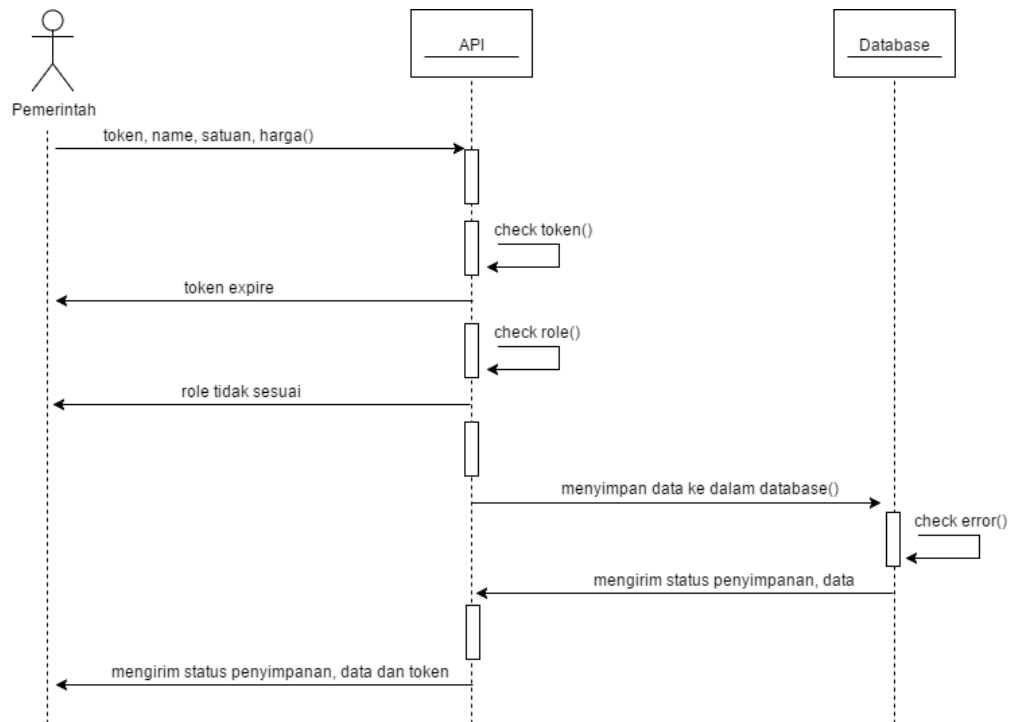 API
Database
Pemerintah
token, name, satuan, harga()
check token()
token expire
check role()
role tidak sesuai
menyimpan data ke dalam database()
check error()
mengirim status penyimpanan, data
mengirim status penyimpanan, data dan token